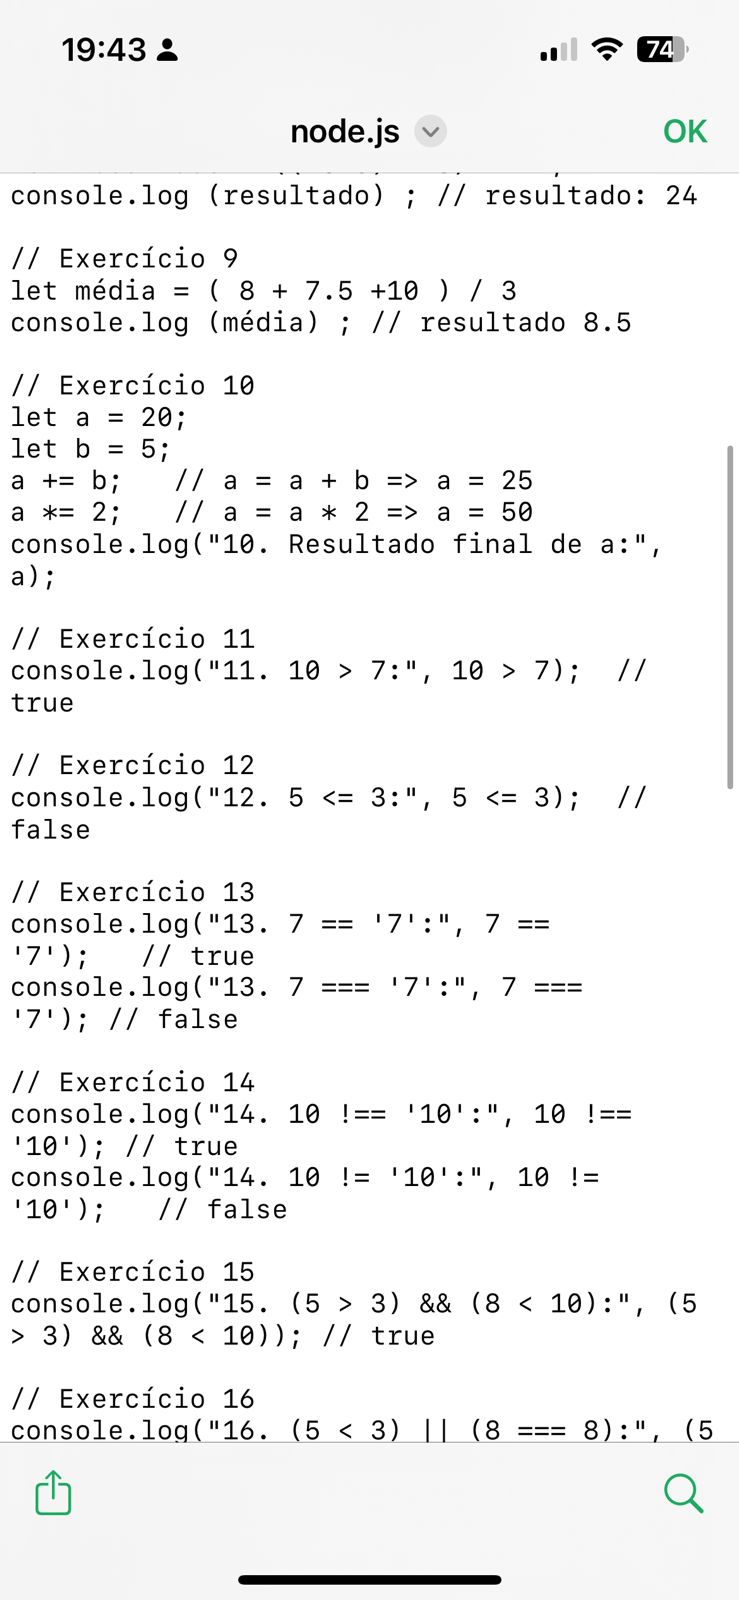 19:43
74
node.js
OK
console.log (resultado) ; // resultado: 24
// Exercício 9
let média = ( 8 + 7.5 +10 ) / 3
console.log (média) ; // resultado 8.5
// Exercício 10
let a = 20;
let b = 5;
a += b;   // a = a + b => a = 25
a *= 2;   // a = a * 2 => a = 50
console.log("10. Resultado final de a:",
a);
// Exercício 11
console.log("11. 10 > 7:", 10 > 7);  //
true
// Exercício 12
console.log("12. 5 <= 3:", 5 <= 3);  //
false
// Exercício 13
console.log("13. 7 == '7':", 7 ==
'7');   // true
console.log("13. 7 === '7':", 7 ===
'7'); // false
// Exercício 14
console.log("14. 10 !== '10':", 10 !==
'10'); // true
console.log("14. 10 != '10':", 10 !=
'10');   // false
// Exercício 15
console.log("15. (5 > 3) && (8 < 10):", (5
> 3) && (8 < 10)); // true
// Exercício 16
console.log("16. (5 < 3) || (8 === 8):", (5